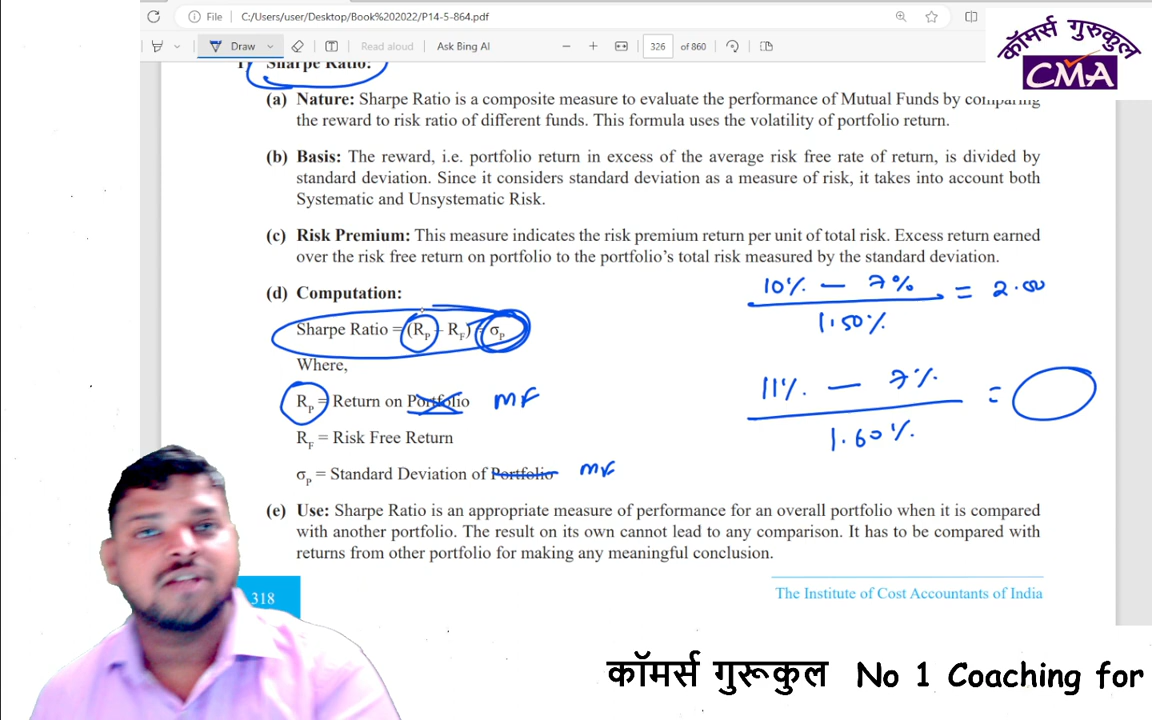 File C:/Users/user/Desktop/Book%202022/P14-5-864.pdf
Draw Read aloud Ask Bing AI 326 of 860
कॉमर्स गुरुकुल
CMA
1) Sharpe Ratio:
(a) Nature: Sharpe Ratio is a composite measure to evaluate the performance of Mutual Funds by comparing
the reward to risk ratio of different funds. This formula uses the volatility of portfolio return.
(b) Basis: The reward, i.e. portfolio return in excess of the average risk free rate of return, is divided by
standard deviation. Since it considers standard deviation as a measure of risk, it takes into account both
Systematic and Unsystematic Risk.
(c) Risk Premium: This measure indicates the risk premium return per unit of total risk. Excess return earned
over the risk free return on portfolio to the portfolio's total risk measured by the standard deviation.
(d) Computation:
10% - 7% = 2.00
1.50%
Sharpe Ratio = (RP - RF) ÷ σP
Where,
11% - 7% =
1.60%
RP = Return on Portfolio MF
RF = Risk Free Return
σP = Standard Deviation of Portfolio MF
(e) Use: Sharpe Ratio is an appropriate measure of performance for an overall portfolio when it is compared
with another portfolio. The result on its own cannot lead to any comparison. It has to be compared with
returns from other portfolio for making any meaningful conclusion.
318
The Institute of Cost Accountants of India
कॉमर्स गुरूकुल No 1 Coaching for